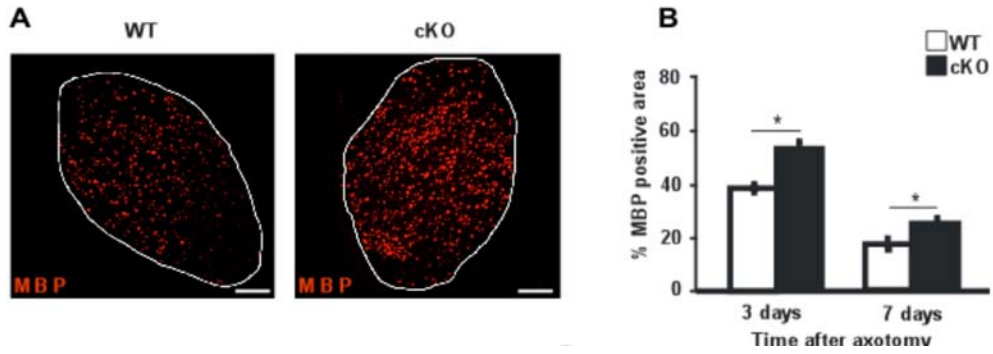 A
WT
cKO
MBP
MBP
B
WT
cKO
% MBP positive area
80
60
40
20
0
*
*
3 days
7 days
Time after axotomy